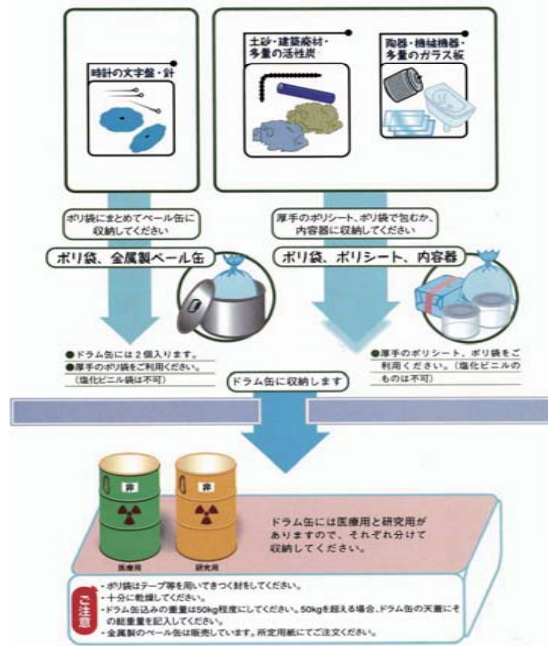 時計の文字盤・針
土砂・建築廃材・
多量の活性炭
陶器・機械機器・
多量のガラス板
ポリ袋にまとめてペール缶に
収納してください
厚手のポリシート、ポリ袋で包むか、
内容器に収納してください
ポリ袋、金属製ペール缶
ポリ袋、ポリシート、内容器
●ドラム缶には2個入ります。
●厚手のポリ袋をご利用ください。
(塩化ビニル袋は不可)
●厚手のポリシート、ポリ袋をご
利用ください。(塩化ビニルの
ものは不可)
ドラム缶に収納します
非
非
医療用
研究用
ドラム缶には医療用と研究用が
ありますので、それぞれ分けて
収納してください。
ご注意
・ポリ袋はテープ等を用いてきつく封をしてください。
・十分に乾燥してください。
・ドラム缶込みの重量は50kg程度にしてください。50kgを超える場合、ドラム缶の天蓋にそ
の総重量を記入してください。
・金属製のペール缶は販売しています。所定用紙にてご注文ください。